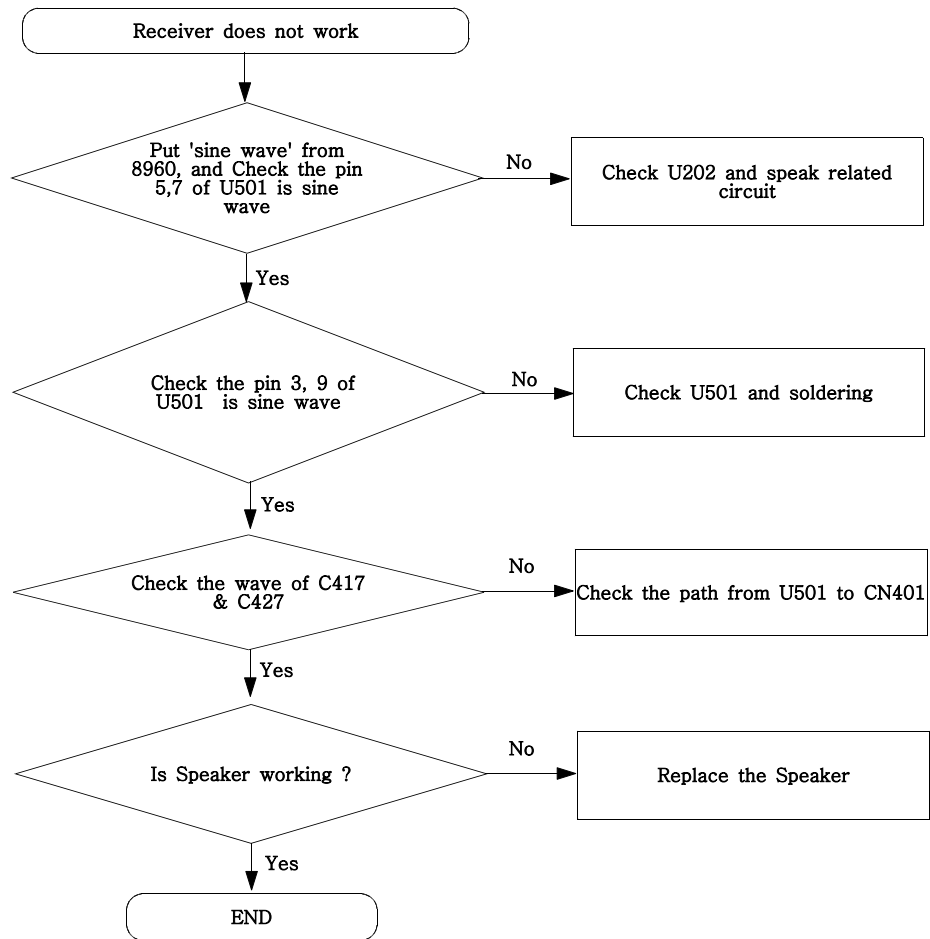 Receiver does not work
Put 'sine wave' from
8960, and Check the pin
5,7 of U501 is sine
wave
No
Check U202 and speak related
circuit
Yes
Check the pin 3, 9 of
U501 is sine wave
No
Check U501 and soldering
Yes
Check the wave of C417
& C427
No
Check the path from U501 to CN401
Yes
Is Speaker working ?
No
Replace the Speaker
Yes
END